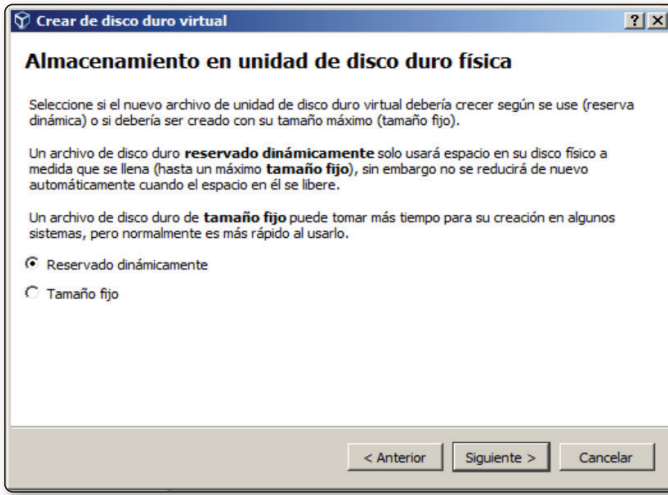 Crear de disco duro virtual
Almacenamiento en unidad de disco duro física
Seleccione si el nuevo archivo de unidad de disco duro virtual debería crecer según se use (reserva
dinámica) o si debería ser creado con su tamaño máximo (tamaño fijo).
Un archivo de disco duro reservado dinámicamente solo usará espacio en su disco físico a
medida que se llena (hasta un máximo tamaño fijo), sin embargo no se reducirá de nuevo
automáticamente cuando el espacio en él se libere.
Un archivo de disco duro de tamaño fijo puede tomar más tiempo para su creación en algunos
sistemas, pero normalmente es más rápido al usarlo.
Reservado dinámicamente
Tamaño fijo
< Anterior Siguiente > Cancelar